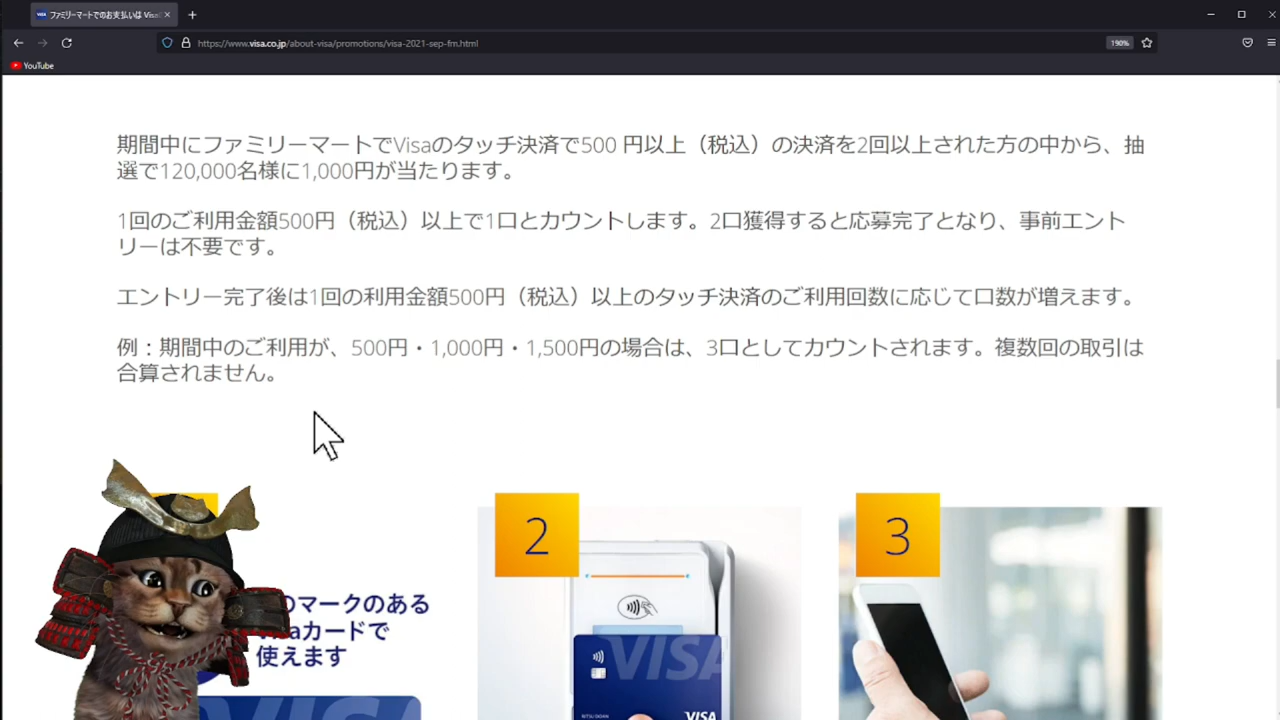 ファミリーマートでのお支払いは Visa
https://www.visa.co.jp/about-visa/promotions/visa-2021-sep-fm.html
190%
YouTube
期間中にファミリーマートでVisaのタッチ決済で500 円以上（税込）の決済を2回以上された方の中から、抽
選で120,000名様に1,000円が当たります。
1回のご利用金額500円（税込）以上で1口とカウントします。2口獲得すると応募完了となり、事前エント
リーは不要です。
エントリー完了後は1回の利用金額500円（税込）以上のタッチ決済のご利用回数に応じて口数が増えます。
例：期間中のご利用が、500円・1,000円・1,500円の場合は、3口としてカウントされます。複数回の取引は
合算されません。
のマークのある
カードで
使えます
VISA
2
VISA
VISA
3